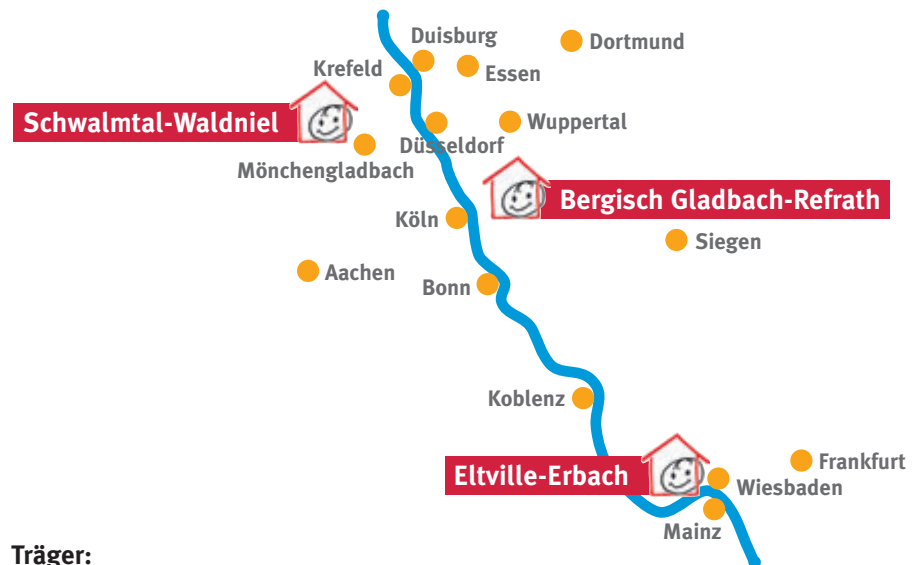 Duisburg
Dortmund
Krefeld
Essen
Schwalmtal-Waldniel
Wuppertal
Düsseldorf
Mönchengladbach
Bergisch Gladbach-Refrath
Köln
Siegen
Aachen
Bonn
Koblenz
Frankfurt
Eltville-Erbach
Wiesbaden
Mainz
Träger: